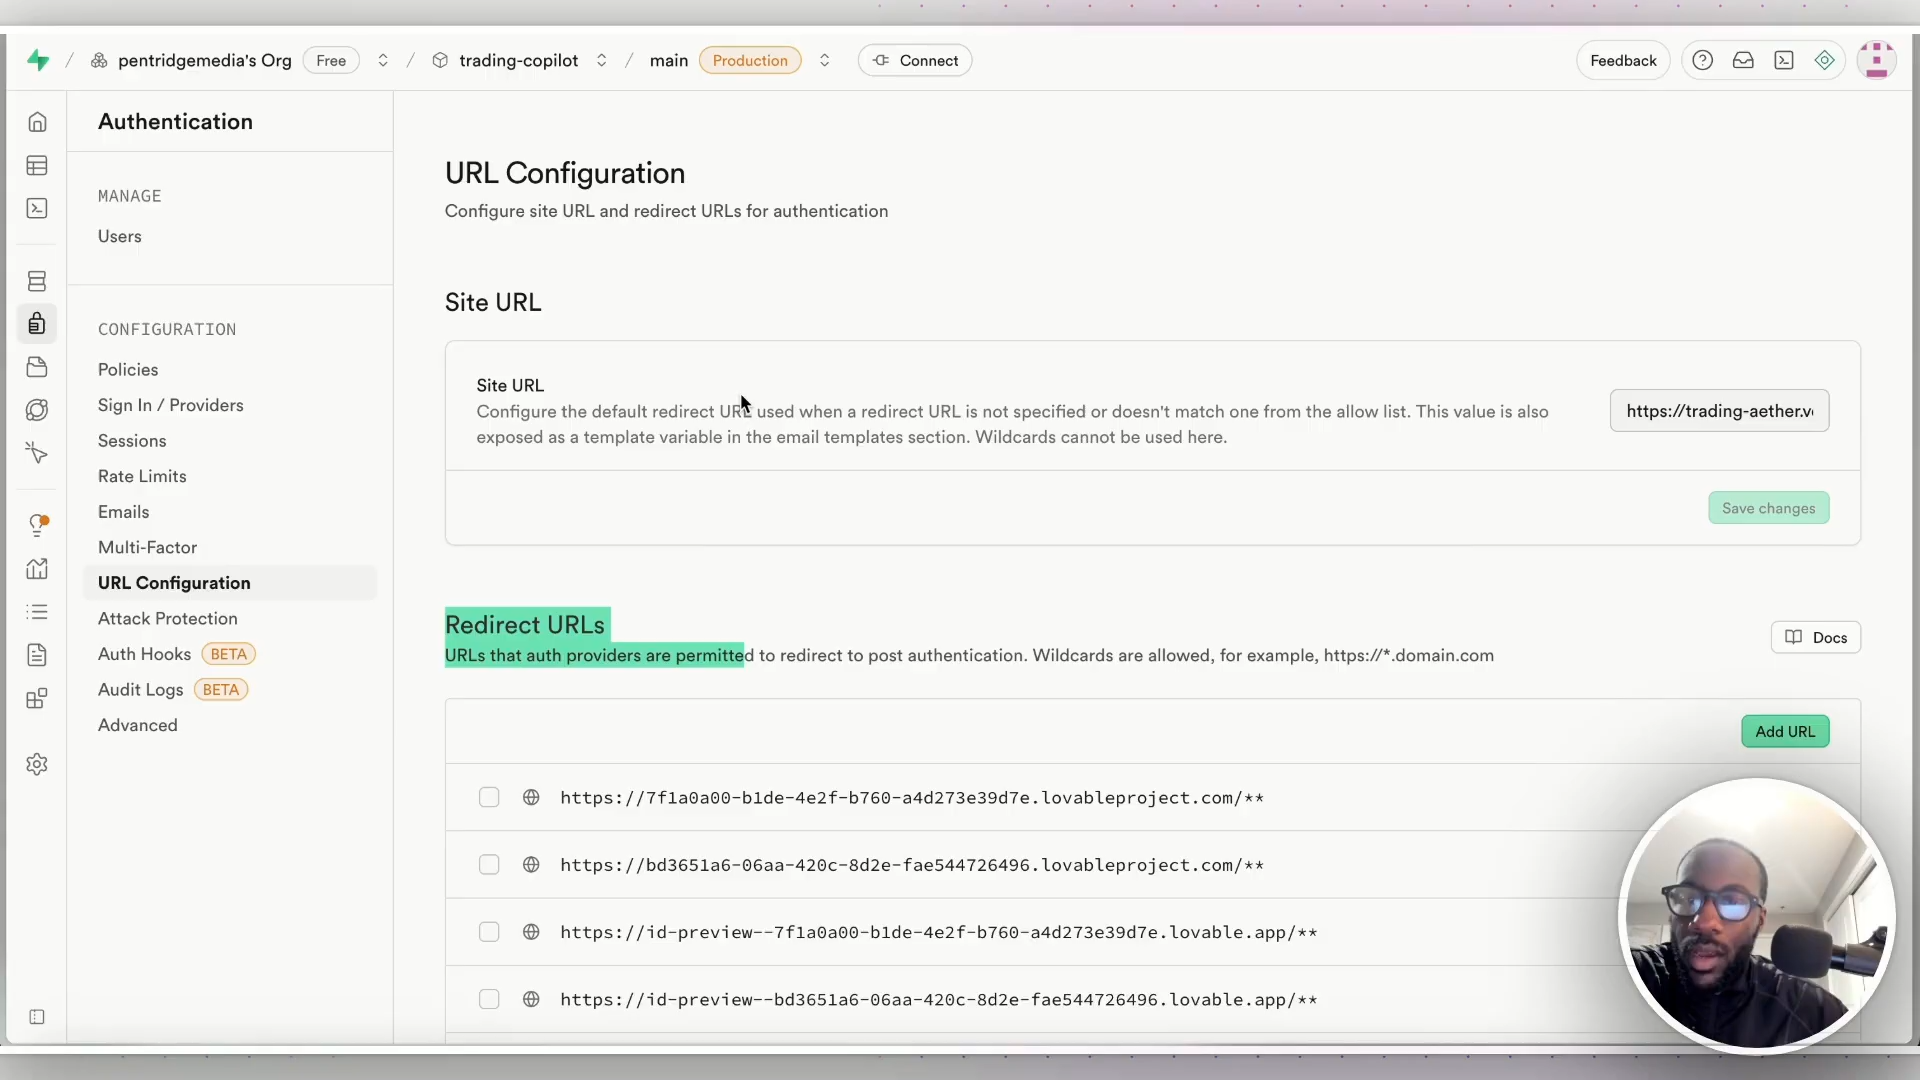 / pentridgemedia's Org Free / trading-copilot / main Production Connect Feedback
Authentication
MANAGE
Users
CONFIGURATION
Policies
Sign In / Providers
Sessions
Rate Limits
Emails
Multi-Factor
URL Configuration
Attack Protection
Auth Hooks BETA
Audit Logs BETA
Advanced
URL Configuration
Configure site URL and redirect URLs for authentication
Site URL
Site URL
Configure the default redirect URL used when a redirect URL is not specified or doesn't match one from the allow list. This value is also
exposed as a template variable in the email templates section. Wildcards cannot be used here.
https://trading-aether.v
Save changes
Redirect URLs
URLs that auth providers are permitted to redirect to post authentication. Wildcards are allowed, for example, https://*.domain.com
Docs
Add URL
https://7f1a0a00-b1de-4e2f-b760-a4d273e39d7e.lovableproject.com/**
https://bd3651a6-06aa-420c-8d2e-fae544726496.lovableproject.com/**
https://id-preview--7f1a0a00-b1de-4e2f-b760-a4d273e39d7e.lovable.app/**
https://id-preview--bd3651a6-06aa-420c-8d2e-fae544726496.lovable.app/**